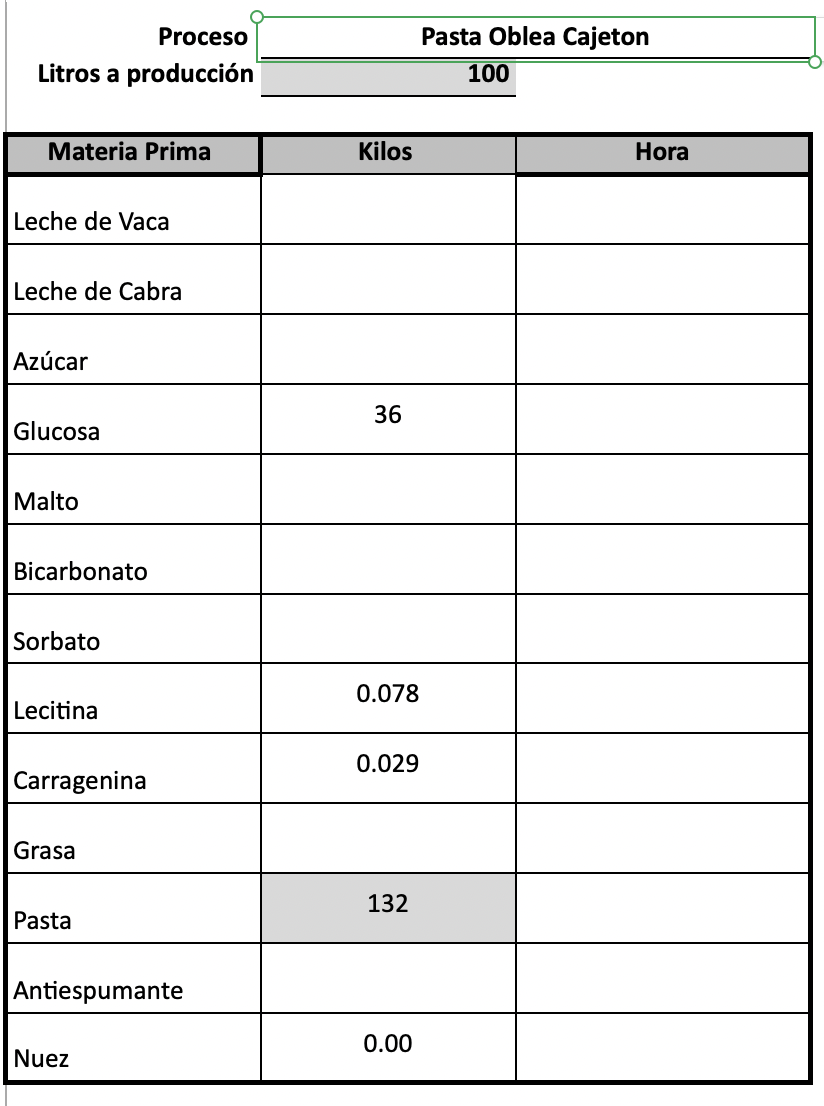 Proceso Pasta Oblea Cajeton
Litros a producción 100
Materia Prima Kilos Hora
Leche de Vaca
Leche de Cabra
Azúcar
Glucosa 36
Malto
Bicarbonato
Sorbato
Lecitina 0.078
Carragenina 0.029
Grasa
Pasta 132
Antiespumante
Nuez 0.00